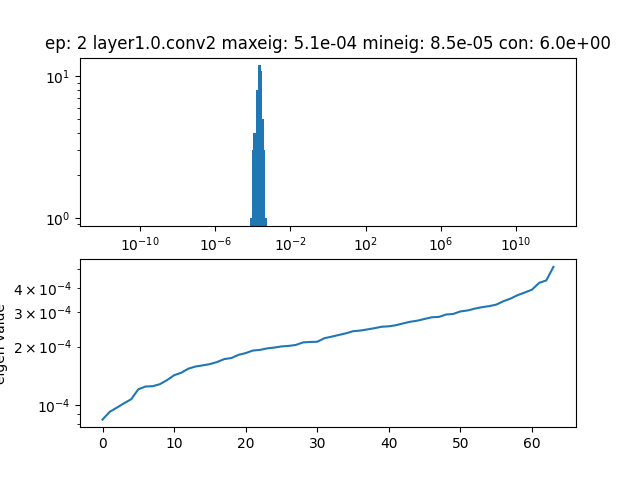 ep: 2 layer1.0.conv2 maxeig: 5.1e-04 mineig: 8.5e-05 con: 6.0e+00
10¹
10⁰
10⁻¹⁰ 10⁻⁶ 10⁻² 10² 10⁶ 10¹⁰
eigen value
4 × 10⁻⁴
3 × 10⁻⁴
2 × 10⁻⁴
10⁻⁴
0 10 20 30 40 50 60